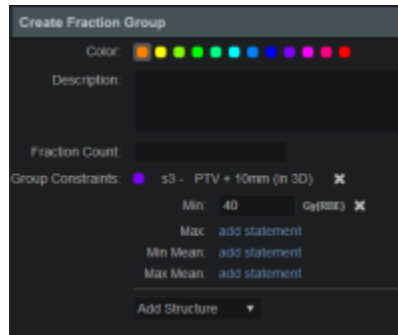 Create Fraction Group
Color:
Description:
Fraction Count:
Group Constraints: s3 - PTV + 10mm (in 3D) ✖
Min: 40 Gy(RBE) ✖
Max: add statement
Min Mean: add statement
Max Mean: add statement
Add Structure ▼